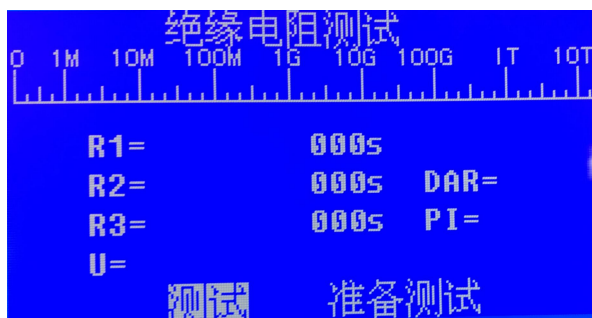 绝缘电阻测试
0 1M 10M 100M 1G 10G 100G 1T 10T
R1= 000s
R2= 000s DAR=
R3= 000s PI=
U=
测试 准备测试